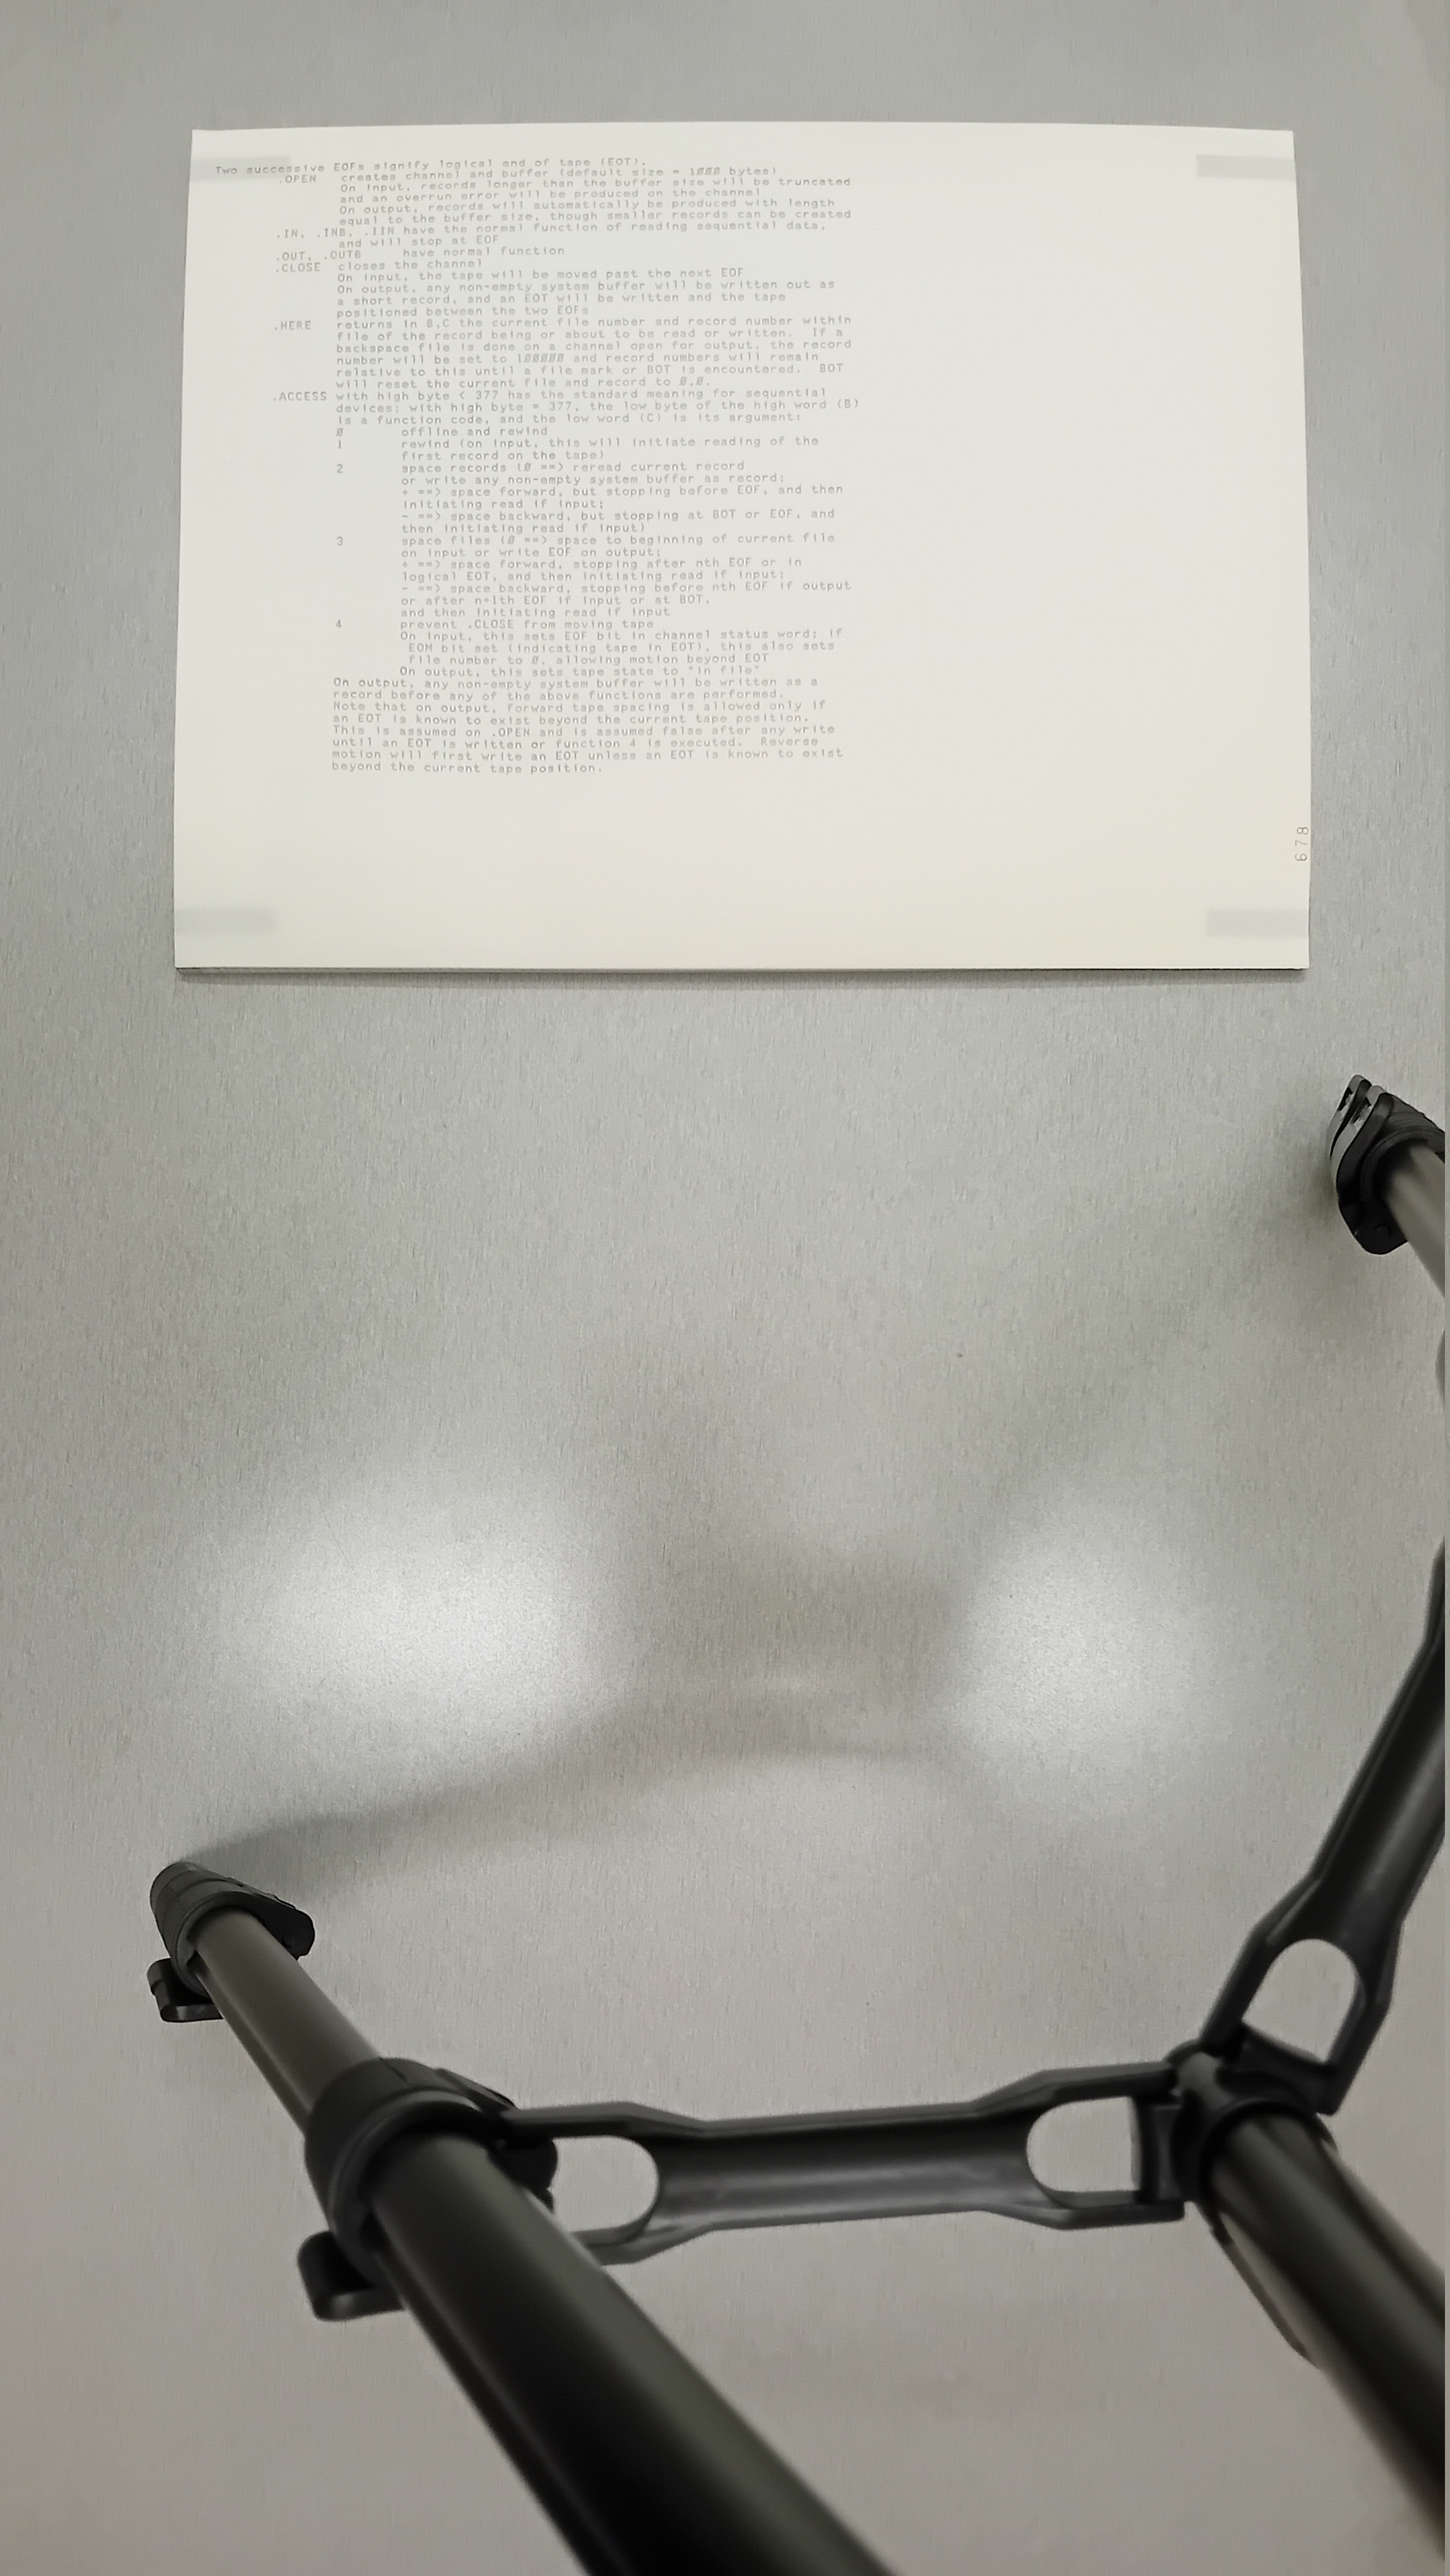 Two successive EOFs signify logical end of tape (EOT).
.OPEN   creates channel and buffer (default size = 1000 bytes)
On input, records longer than the buffer size will be truncated
and an overrun error will be produced on the channel
On output, records will automatically be produced with length
equal to the buffer size, though smaller records can be created
.IN, .INB, .IIN have the normal function of reading sequential data,
and will stop at EOF
.OUT, .OUTB     have normal function
.CLOSE  closes the channel
On input, the tape will be moved past the next EOF
On output, any non-empty system buffer will be written out as
a short record, and an EOT will be written and the tape
positioned between the two EOFs
.HERE   returns in B,C the current file number and record number within
file of the record being or about to be read or written.  If a
backspace file is done on a channel open for output, the record
number will be set to 100000 and record numbers will remain
relative to this until a file mark or BOT is encountered.  BOT
will reset the current file and record to 0,0.
.ACCESS with high byte < 377 has the standard meaning for sequential
devices; with high byte = 377, the low byte of the high word (B)
is a function code, and the low word (C) is its argument:
0       offline and rewind
1       rewind (on input, this will initiate reading of the
first record on the tape)
2       space records (0 ==> reread current record
or write any non-empty system buffer as record;
+ ==> space forward, but stopping before EOF, and then
initiating read if input;
- ==> space backward, but stopping at BOT or EOF, and
then initiating read if input)
3       space files (0 ==> space to beginning of current file
on input or write EOF on output;
+ ==> space forward, stopping after nth EOF or in
logical EOT, and then initiating read if input;
- ==> space backward, stopping before nth EOF if output
or after n+1th EOF if input or at BOT,
and then initiating read if input
4       prevent .CLOSE from moving tape
On input, this sets EOF bit in channel status word; if
EOM bit set (indicating tape in EOT), this also sets
file number to 0, allowing motion beyond EOT
On output, this sets tape state to "in file"
On output, any non-empty system buffer will be written as a
record before any of the above functions are performed.
Note that on output, forward tape spacing is allowed only if
an EOT is known to exist beyond the current tape position.
This is assumed on .OPEN and is assumed false after any write
until an EOT is written or function 4 is executed.  Reverse
motion will first write an EOT unless an EOT is known to exist
beyond the current tape position.
678